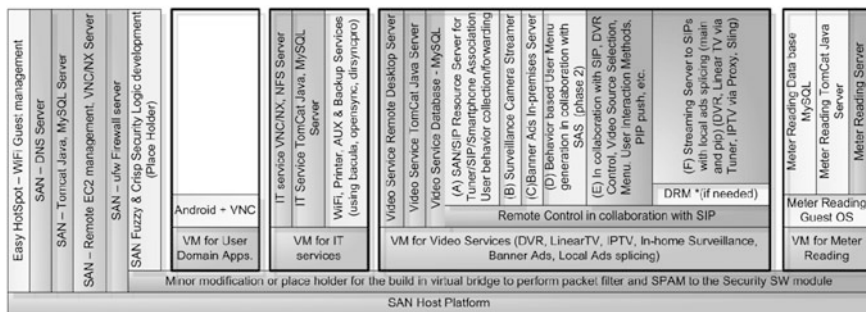 Easy HotSpot – WiFi Guest management
SAN – DNS Server
SAN – Tomcat Java, MySQL Server
SAN – Remote EC2 management, VNC/NX Server
SAN – ufw Firewall server
SAN Fuzzy & Crisp Security Logic development
(Place Holder)
Android + VNC
VM for User
Domain Apps.
IT service VNC/NX, NFS Server
IT Service TomCat Java, MySQL
Server
WiFi, Printer, AUX & Backup Services
(using bacula, opensync, dirsyncpro)
VM for IT
services
Video Service Remote Desktop Server
Video Service TomCat Java Server
Video Service Database - MySQL
(A) SAN/SIP Resource Server for
Tuner/SIP/Smartphone Association
User behavior collection/forwarding
(B) Surveillance Camera Streamer
(C)Banner Ads In-premises Server
(D) Behavior based User Menu
generation in collaboration with
SAS (phase 2)
(E) In collaboration with SIP, DVR
Control, Video Source Selection,
Menu, User Interaction Methods,
PIP push, etc.
(F) Streaming Server to SIPs
with local ads splicing (main
and pip) (DVR, Linear TV via
Tuner, IPTV via Proxy, Sling)
DRM *(if needed)
Remote Control in collaboration with SIP
VM for Video Services (DVR, LinearTV, IPTV, In-home Surveillance,
Banner Ads, Local Ads splicing)
Meter Reading Data base
MySQL
Meter Reading TomCat Java
Server
Meter Reading Server
Meter Reading
Guest OS
VM for Meter
Reading
Minor modification or place holder for the build in virtual bridge to perform packet filter and SPAM to the Security SW module
SAN Host Platform